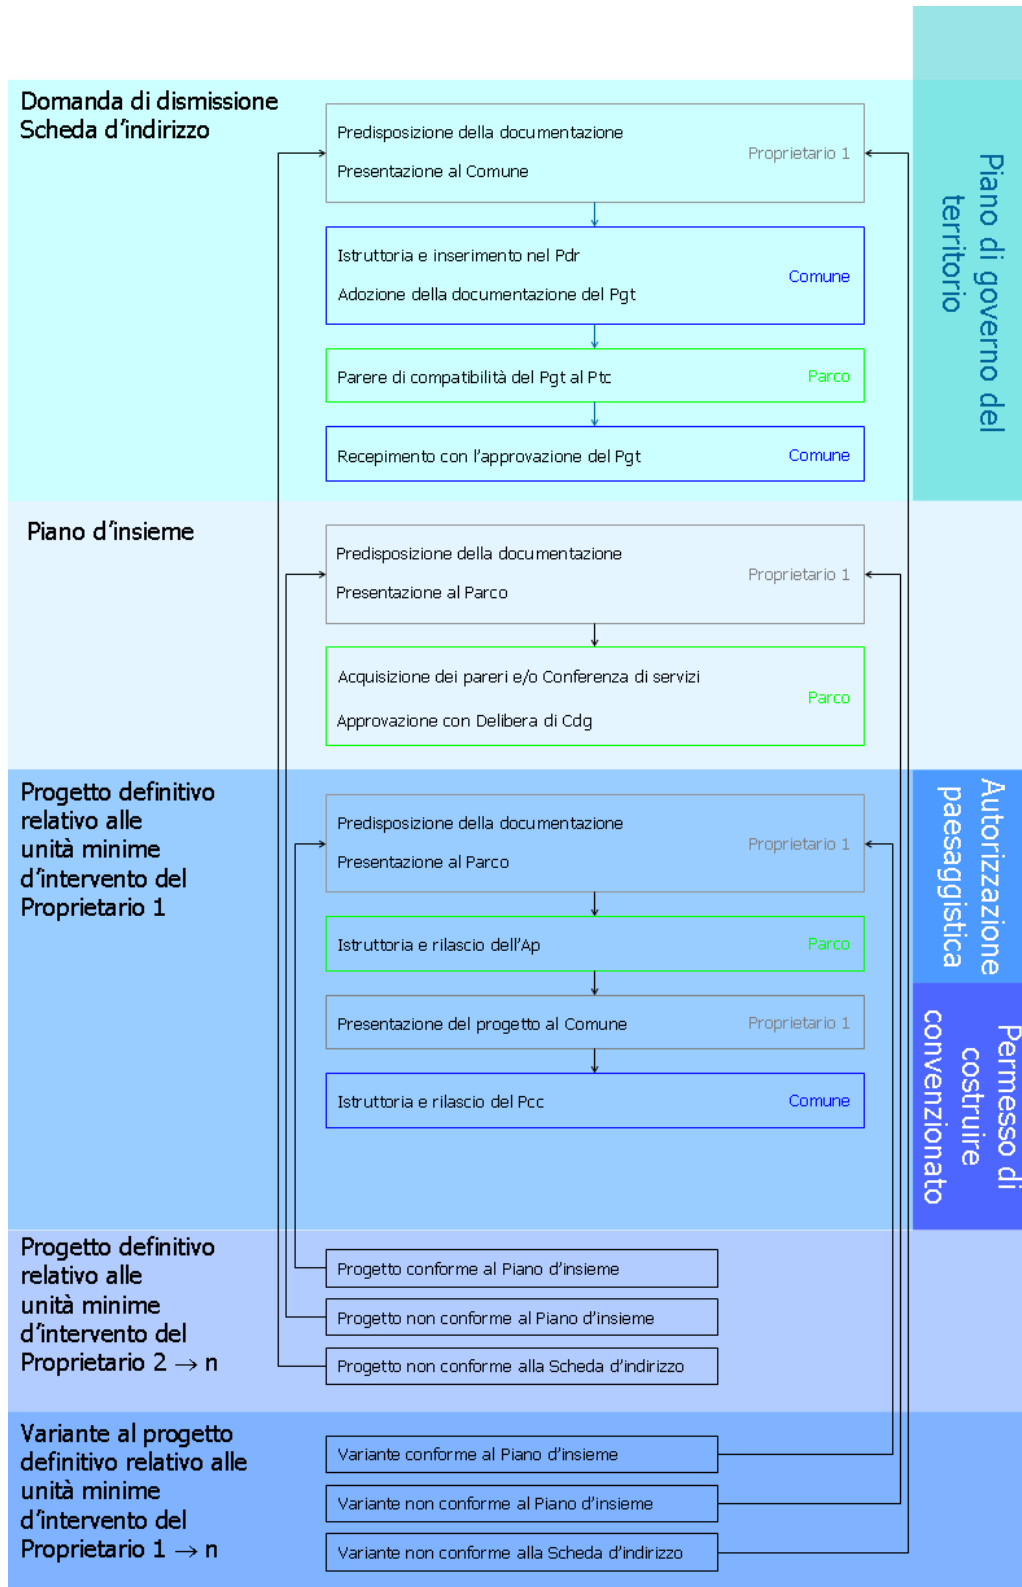 Domanda di dismissione
Scheda d'indirizzo
Predisposizione della documentazione
Proprietario 1
Presentazione al Comune
Istruttoria e inserimento nel Pdr
Comune
Adozione della documentazione del Pgt
Parere di compatibilità del Pgt al Ptc
Parco
Recepimento con l'approvazione del Pgt
Comune
Piano di governo del
territorio
Piano d'insieme
Predisposizione della documentazione
Proprietario 1
Presentazione al Parco
Acquisizione dei pareri e/o Conferenza di servizi
Parco
Approvazione con Delibera di Cdg
Progetto definitivo
relativo alle
unità minime
d'intervento del
Proprietario 1
Predisposizione della documentazione
Proprietario 1
Presentazione al Parco
Istruttoria e rilascio dell'Ap
Parco
Presentazione del progetto al Comune
Proprietario 1
Istruttoria e rilascio del Pcc
Comune
Autorizzazione
paesaggistica
Permesso di
costruire
convenzionato
Progetto definitivo
relativo alle
unità minime
d'intervento del
Proprietario 2 → n
Progetto conforme al Piano d'insieme
Progetto non conforme al Piano d'insieme
Progetto non conforme alla Scheda d'indirizzo
Variante al progetto
definitivo relativo alle
unità minime
d'intervento del
Proprietario 1 → n
Variante conforme al Piano d'insieme
Variante non conforme al Piano d'insieme
Variante non conforme alla Scheda d'indirizzo